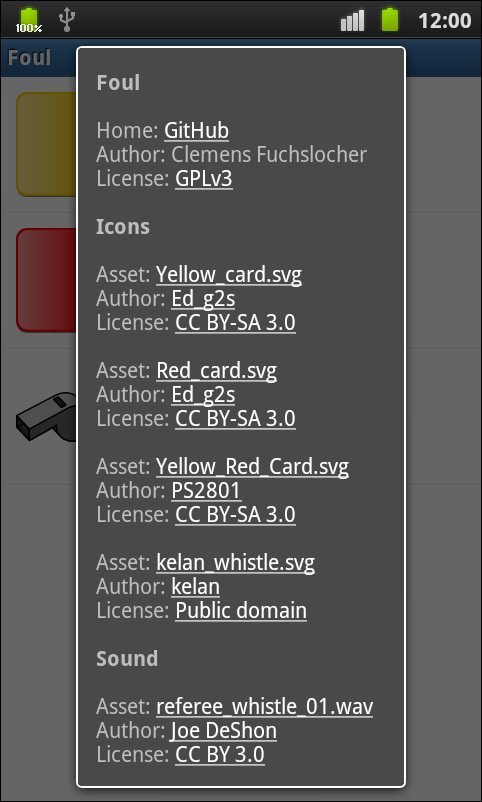 100%
12:00
Foul
Foul
Home: GitHub
Author: Clemens Fuchslocher
License: GPLv3
Icons
Asset: Yellow_card.svg
Author: Ed_g2s
License: CC BY-SA 3.0
Asset: Red_card.svg
Author: Ed_g2s
License: CC BY-SA 3.0
Asset: Yellow_Red_Card.svg
Author: PS2801
License: CC BY-SA 3.0
Asset: kelan_whistle.svg
Author: kelan
License: Public domain
Sound
Asset: referee_whistle_01.wav
Author: Joe DeShon
License: CC BY 3.0